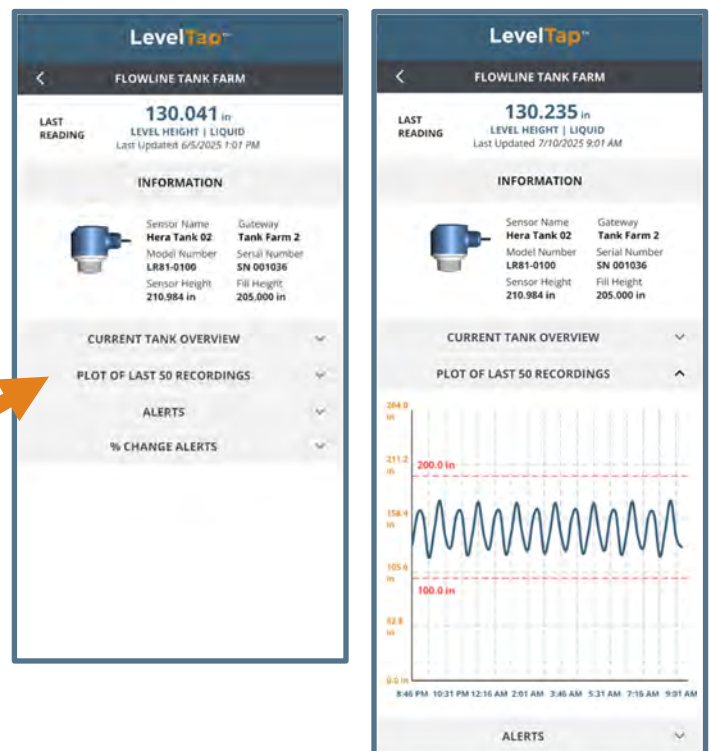 LevelTap™
FLOWLINE TANK FARM
LAST READING
130.041 in
LEVEL HEIGHT | LIQUID
Last Updated 6/5/2025 1:01 PM
INFORMATION
Sensor Name Gateway
Hera Tank 02 Tank Farm 2
Model Number Serial Number
LR81-0100 SN 001036
Sensor Height Fill Height
210.984 in 205.000 in
CURRENT TANK OVERVIEW
PLOT OF LAST 50 RECORDINGS
ALERTS
% CHANGE ALERTS
LevelTap™
FLOWLINE TANK FARM
LAST READING
130.235 in
LEVEL HEIGHT | LIQUID
Last Updated 7/10/2025 9:01 AM
INFORMATION
Sensor Name Gateway
Hera Tank 02 Tank Farm 2
Model Number Serial Number
LR81-0100 SN 001036
Sensor Height Fill Height
210.984 in 205.000 in
CURRENT TANK OVERVIEW
PLOT OF LAST 50 RECORDINGS
264.0 in
211.2 in
200.0 in
158.4 in
105.6 in
100.0 in
52.8 in
0.0 in
8:46 PM 10:31 PM 12:16 AM 2:01 AM 3:46 AM 5:31 AM 7:16 AM 9:01 AM
ALERTS